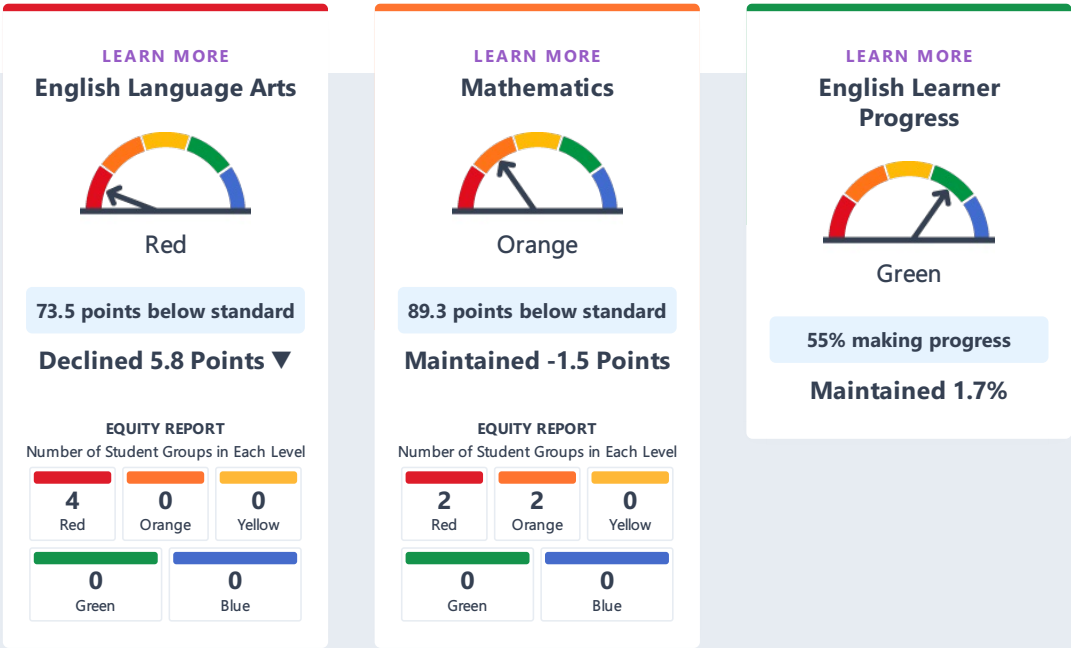 LEARN MORE
English Language Arts
Red
73.5 points below standard
Declined 5.8 Points ▼
EQUITY REPORT
Number of Student Groups in Each Level
4
Red
0
Orange
0
Yellow
0
Green
0
Blue
LEARN MORE
Mathematics
Orange
89.3 points below standard
Maintained -1.5 Points
EQUITY REPORT
Number of Student Groups in Each Level
2
Red
2
Orange
0
Yellow
0
Green
0
Blue
LEARN MORE
English Learner
Progress
Green
55% making progress
Maintained 1.7%